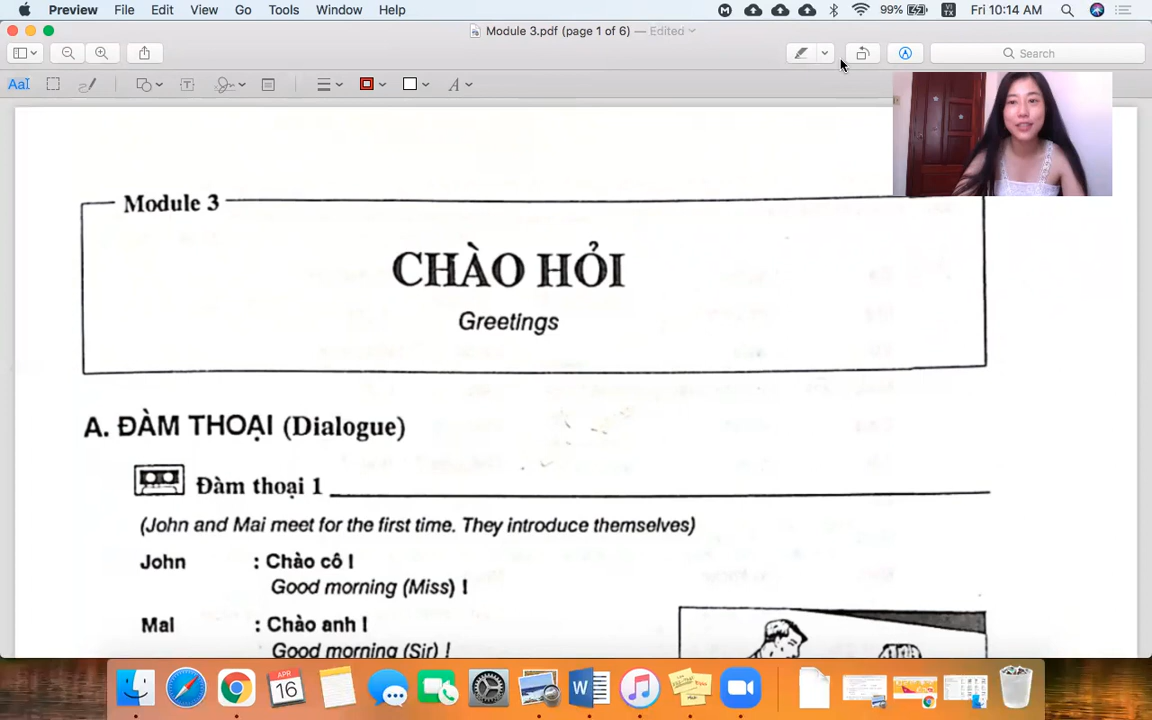 Preview File Edit View Go Tools Window Help 99% VI TX Fri 10:14 AM
Module 3.pdf (page 1 of 6) — Edited
Search
AaI T A
Module 3
CHÀO HỎI
Greetings
A. ĐÀM THOẠI (Dialogue)
Đàm thoại 1
(John and Mai meet for the first time. They introduce themselves)
John : Chào cô !
Good morning (Miss) !
Mai : Chào anh !
Good morning (Sir) !
APR
16
W